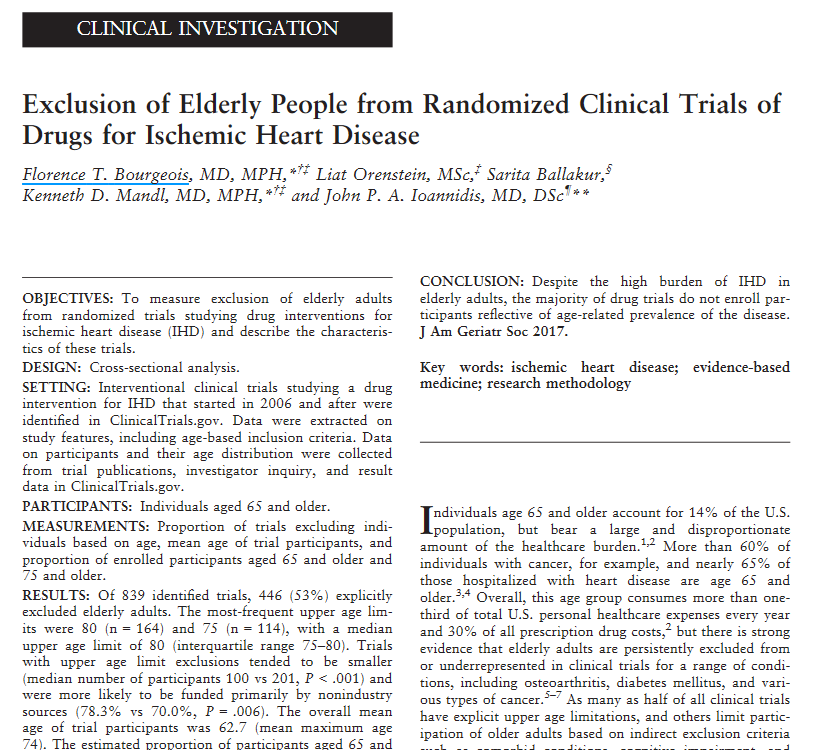 CLINICAL INVESTIGATION
Exclusion of Elderly People from Randomized Clinical Trials of
Drugs for Ischemic Heart Disease
Florence T. Bourgeois, MD, MPH,*†‡ Liat Orenstein, MSc,‡ Sarita Ballakur,§
Kenneth D. Mandl, MD, MPH,*†‡ and John P. A. Ioannidis, MD, DSc¶**
OBJECTIVES: To measure exclusion of elderly adults
from randomized trials studying drug interventions for
ischemic heart disease (IHD) and describe the characteris-
tics of these trials.
DESIGN: Cross-sectional analysis.
SETTING: Interventional clinical trials studying a drug
intervention for IHD that started in 2006 and after were
identified in ClinicalTrials.gov. Data were extracted on
study features, including age-based inclusion criteria. Data
on participants and their age distribution were collected
from trial publications, investigator inquiry, and result
data in ClinicalTrials.gov.
PARTICIPANTS: Individuals aged 65 and older.
MEASUREMENTS: Proportion of trials excluding indi-
viduals based on age, mean age of trial participants, and
proportion of enrolled participants aged 65 and older and
75 and older.
RESULTS: Of 839 identified trials, 446 (53%) explicitly
excluded elderly adults. The most-frequent upper age lim-
its were 80 (n = 164) and 75 (n = 114), with a median
upper age limit of 80 (interquartile range 75–80). Trials
with upper age limit exclusions tended to be smaller
(median number of participants 100 vs 201, P < .001) and
were more likely to be funded primarily by nonindustry
sources (78.3% vs 70.0%, P = .006). The overall mean
age of trial participants was 62.7 (mean maximum age
74). The estimated proportion of participants aged 65 and
CONCLUSION: Despite the high burden of IHD in
elderly adults, the majority of drug trials do not enroll par-
ticipants reflective of age-related prevalence of the disease.
J Am Geriatr Soc 2017.
Key words: ischemic heart disease; evidence-based
medicine; research methodology
Individuals age 65 and older account for 14% of the U.S.
population, but bear a large and disproportionate
amount of the healthcare burden.1,2 More than 60% of
individuals with cancer, for example, and nearly 65% of
those hospitalized with heart disease are age 65 and
older.3,4 Overall, this age group consumes more than one-
third of total U.S. personal healthcare expenses every year
and 30% of all prescription drug costs,2 but there is strong
evidence that elderly adults are persistently excluded from
or underrepresented in clinical trials for a range of condi-
tions, including osteoarthritis, diabetes mellitus, and vari-
ous types of cancer.5–7 As many as half of all clinical trials
have explicit upper age limitations, and others limit partic-
ipation of older adults based on indirect exclusion criteria